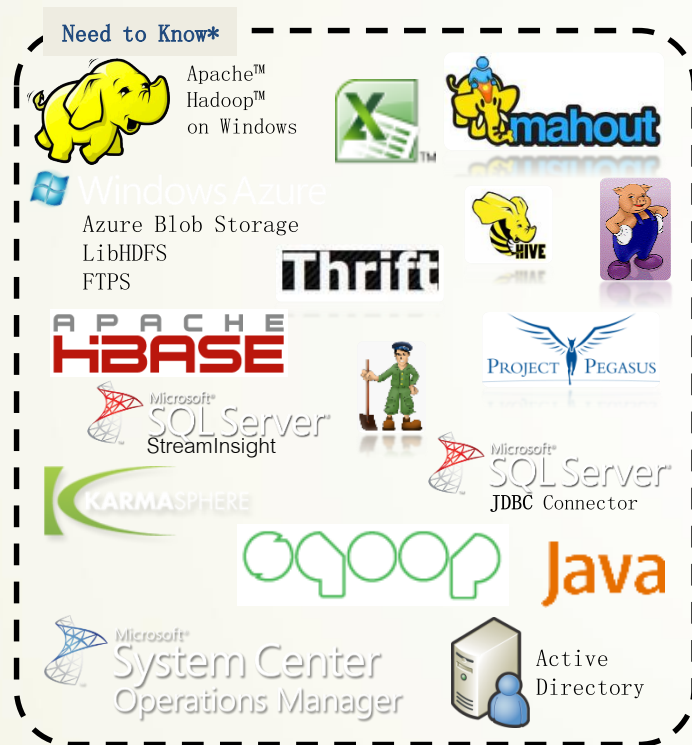 Need to Know*
Apache™
Hadoop™
on Windows
TM
mahout
Windows Azure
Azure Blob Storage
LibHDFS
FTPS
HIVE
Thrift
APACHE
HBASE
PROJECT PEGASUS
Microsoft®
SQL Server®
StreamInsight
Microsoft®
SQL Server®
JDBC Connector
KARMASPHERE
sqoop
Java
Microsoft®
System Center
Operations Manager
Active
Directory